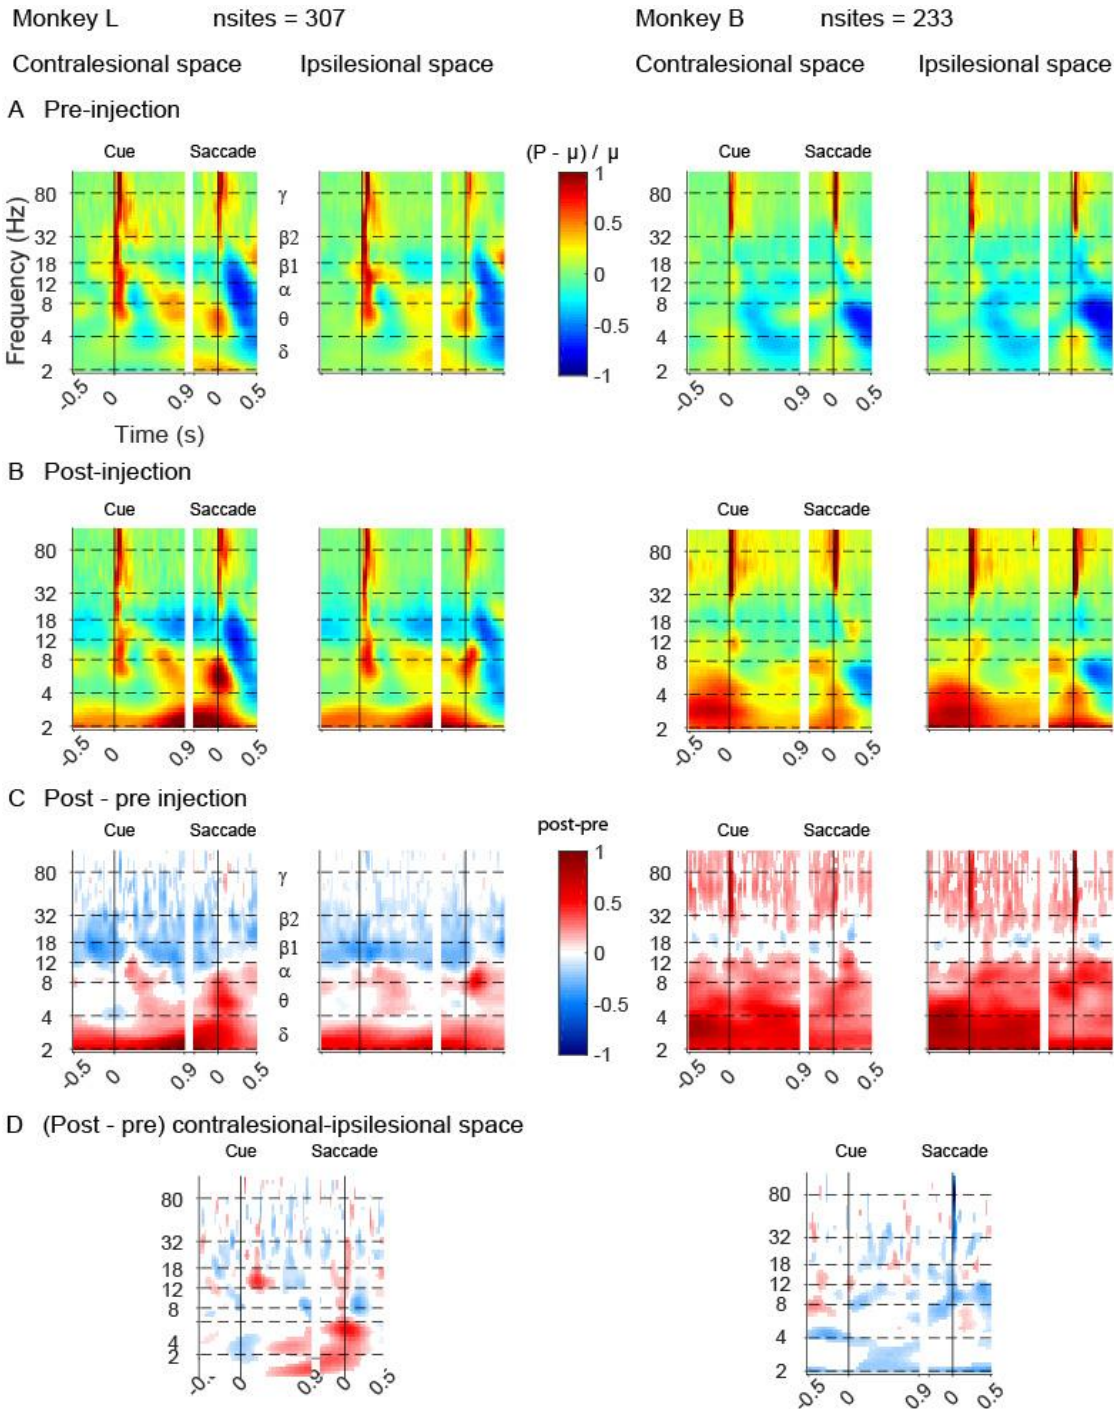 Monkey L nsites = 307 Monkey B nsites = 233
Contralesional space Ipsilesional space Contralesional space Ipsilesional space
A Pre-injection
Cue Saccade (P - μ) / μ Cue Saccade
Frequency (Hz)
80 γ 1 80
32 β2 0.5 32
18 β1 18
12 α 0 12
8 θ 8
4 δ -0.5 4
2 -1 2
-0.5 0 0.9 0 0.5 -0.5 0 0.9 0 0.5
Time (s)
B Post-injection
Cue Saccade Cue Saccade
80 80
32 32
18 18
12 12
8 8
4 4
2 2
-0.5 0 0.9 0 0.5 -0.5 0 0.9 0 0.5
C Post - pre injection
Cue Saccade post-pre Cue Saccade
80 γ 1 80
32 β2 0.5 32
18 β1 0 18
12 α 12
8 θ -0.5 8
4 δ 4
2 -1 2
-0.5 0 0.9 0 0.5 -0.5 0 0.9 0 0.5
D (Post - pre) contralesional-ipsilesional space
Cue Saccade Cue Saccade
80 80
32 32
18 18
12 12
8 8
4 4
2 2
0 0.5 -0.5 0 0.9 0 0.5